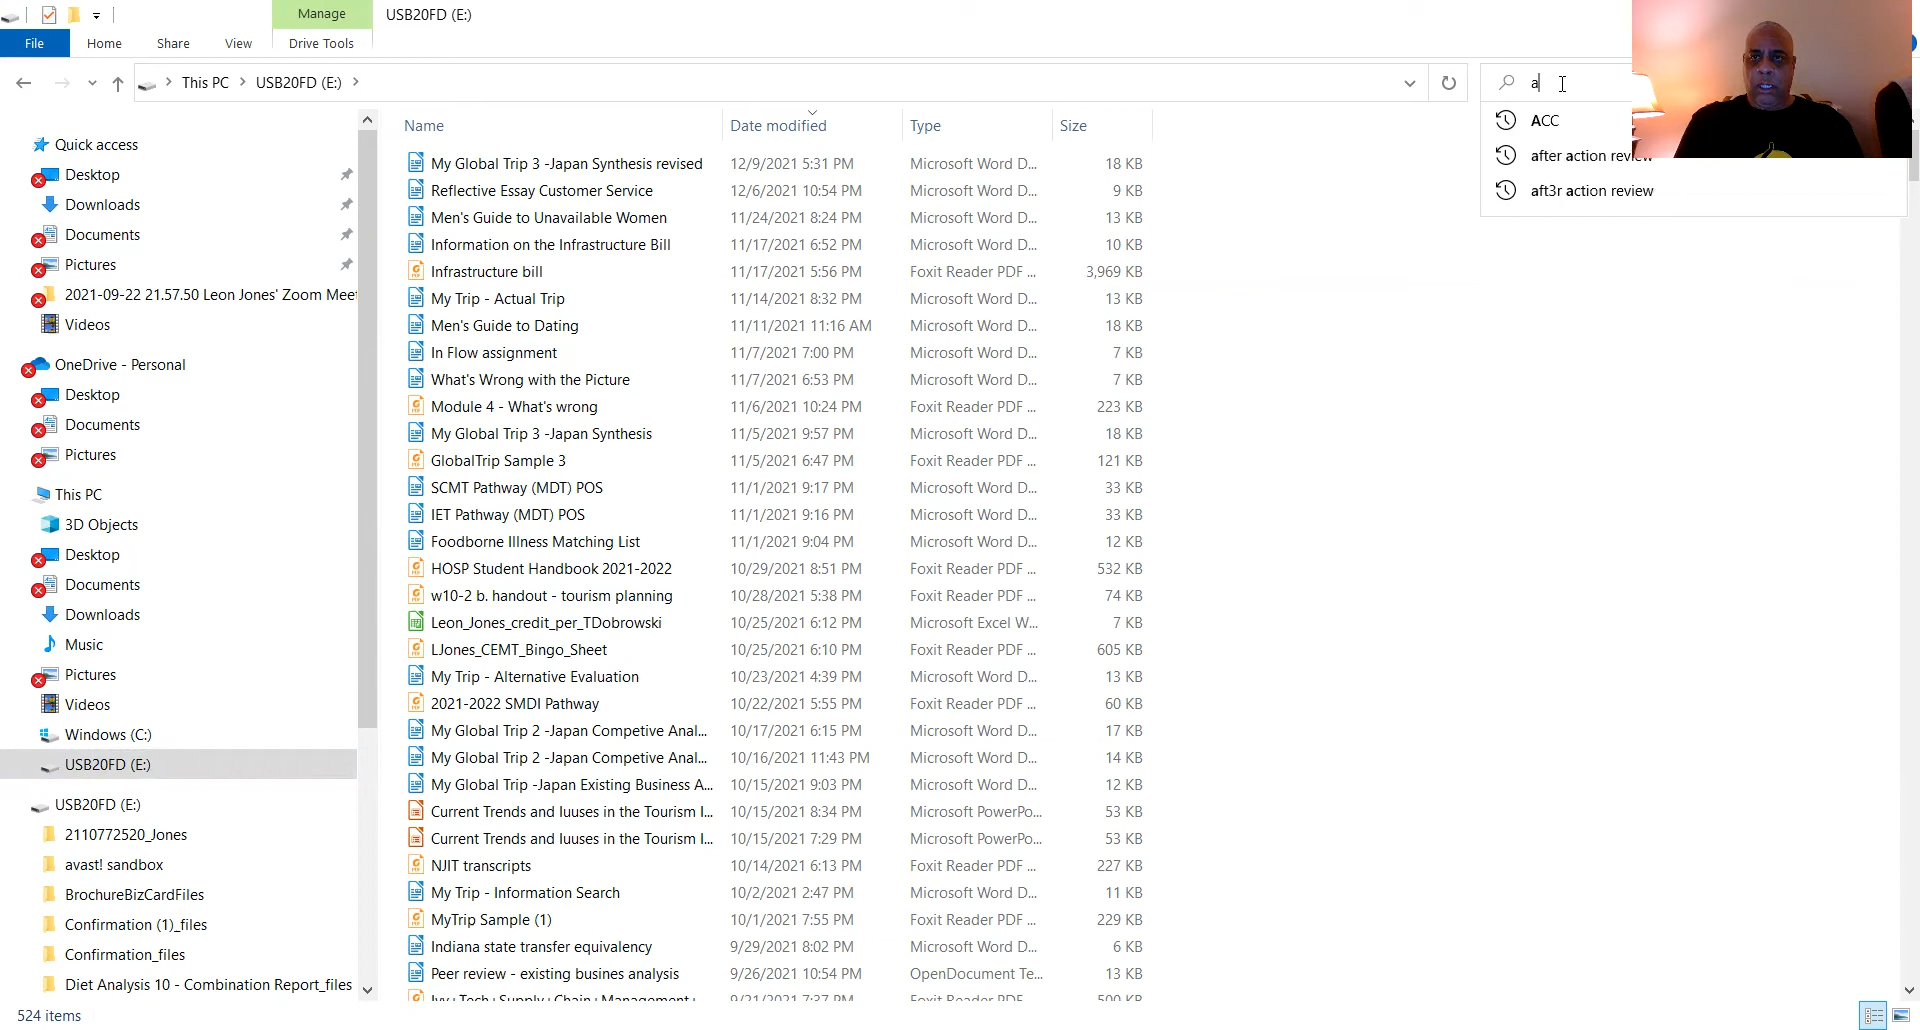 Manage
USB20FD (E:)
File
Home
Share
View
Drive Tools
This PC
USB20FD (E:)
a
ACC
after action review
aft3r action review
Name
Date modified
Type
Size
Quick access
Desktop
Downloads
Documents
Pictures
2021-09-22 21.57.50 Leon Jones' Zoom Mee
Videos
OneDrive - Personal
Desktop
Documents
Pictures
This PC
3D Objects
Desktop
Documents
Downloads
Music
Pictures
Videos
Windows (C:)
USB20FD (E:)
USB20FD (E:)
2110772520_Jones
avast! sandbox
BrochureBizCardFiles
Confirmation (1)_files
Confirmation_files
Diet Analysis 10 - Combination Report_files
My Global Trip 3 -Japan Synthesis revised 12/9/2021 5:31 PM Microsoft Word D... 18 KB
Reflective Essay Customer Service 12/6/2021 10:54 PM Microsoft Word D... 9 KB
Men's Guide to Unavailable Women 11/24/2021 8:24 PM Microsoft Word D... 13 KB
Information on the Infrastructure Bill 11/17/2021 6:52 PM Microsoft Word D... 10 KB
Infrastructure bill 11/17/2021 5:56 PM Foxit Reader PDF ... 3,969 KB
My Trip - Actual Trip 11/14/2021 8:32 PM Microsoft Word D... 13 KB
Men's Guide to Dating 11/11/2021 11:16 AM Microsoft Word D... 18 KB
In Flow assignment 11/7/2021 7:00 PM Microsoft Word D... 7 KB
What's Wrong with the Picture 11/7/2021 6:53 PM Microsoft Word D... 7 KB
Module 4 - What's wrong 11/6/2021 10:24 PM Foxit Reader PDF ... 223 KB
My Global Trip 3 -Japan Synthesis 11/5/2021 9:57 PM Microsoft Word D... 18 KB
GlobalTrip Sample 3 11/5/2021 6:47 PM Foxit Reader PDF ... 121 KB
SCMT Pathway (MDT) POS 11/1/2021 9:17 PM Microsoft Word D... 33 KB
IET Pathway (MDT) POS 11/1/2021 9:16 PM Microsoft Word D... 33 KB
Foodborne Illness Matching List 11/1/2021 9:04 PM Microsoft Word D... 12 KB
HOSP Student Handbook 2021-2022 10/29/2021 8:51 PM Foxit Reader PDF ... 532 KB
w10-2 b. handout - tourism planning 10/28/2021 5:38 PM Foxit Reader PDF ... 74 KB
Leon_Jones_credit_per_TDobrowski 10/25/2021 6:12 PM Microsoft Excel W... 7 KB
LJones_CEMT_Bingo_Sheet 10/25/2021 6:10 PM Foxit Reader PDF ... 605 KB
My Trip - Alternative Evaluation 10/23/2021 4:39 PM Microsoft Word D... 13 KB
2021-2022 SMDI Pathway 10/22/2021 5:55 PM Foxit Reader PDF ... 60 KB
My Global Trip 2 -Japan Competive Anal... 10/17/2021 6:15 PM Microsoft Word D... 17 KB
My Global Trip 2 -Japan Competive Anal... 10/16/2021 11:43 PM Microsoft Word D... 14 KB
My Global Trip -Japan Existing Business A... 10/15/2021 9:03 PM Microsoft Word D... 12 KB
Current Trends and Iuuses in the Tourism I... 10/15/2021 8:34 PM Microsoft PowerPo... 53 KB
Current Trends and Iuuses in the Tourism I... 10/15/2021 7:29 PM Microsoft PowerPo... 53 KB
NJIT transcripts 10/14/2021 6:13 PM Foxit Reader PDF ... 227 KB
My Trip - Information Search 10/2/2021 2:47 PM Microsoft Word D... 11 KB
MyTrip Sample (1) 10/1/2021 7:55 PM Foxit Reader PDF ... 229 KB
Indiana state transfer equivalency 9/29/2021 8:02 PM Microsoft Word D... 6 KB
Peer review - existing busines analysis 9/26/2021 10:54 PM OpenDocument Te... 13 KB
Ivy+Tech+Supply+Chain+Management+ 9/21/2021 7:37 PM Foxit Reader PDF 500 KB
524 items